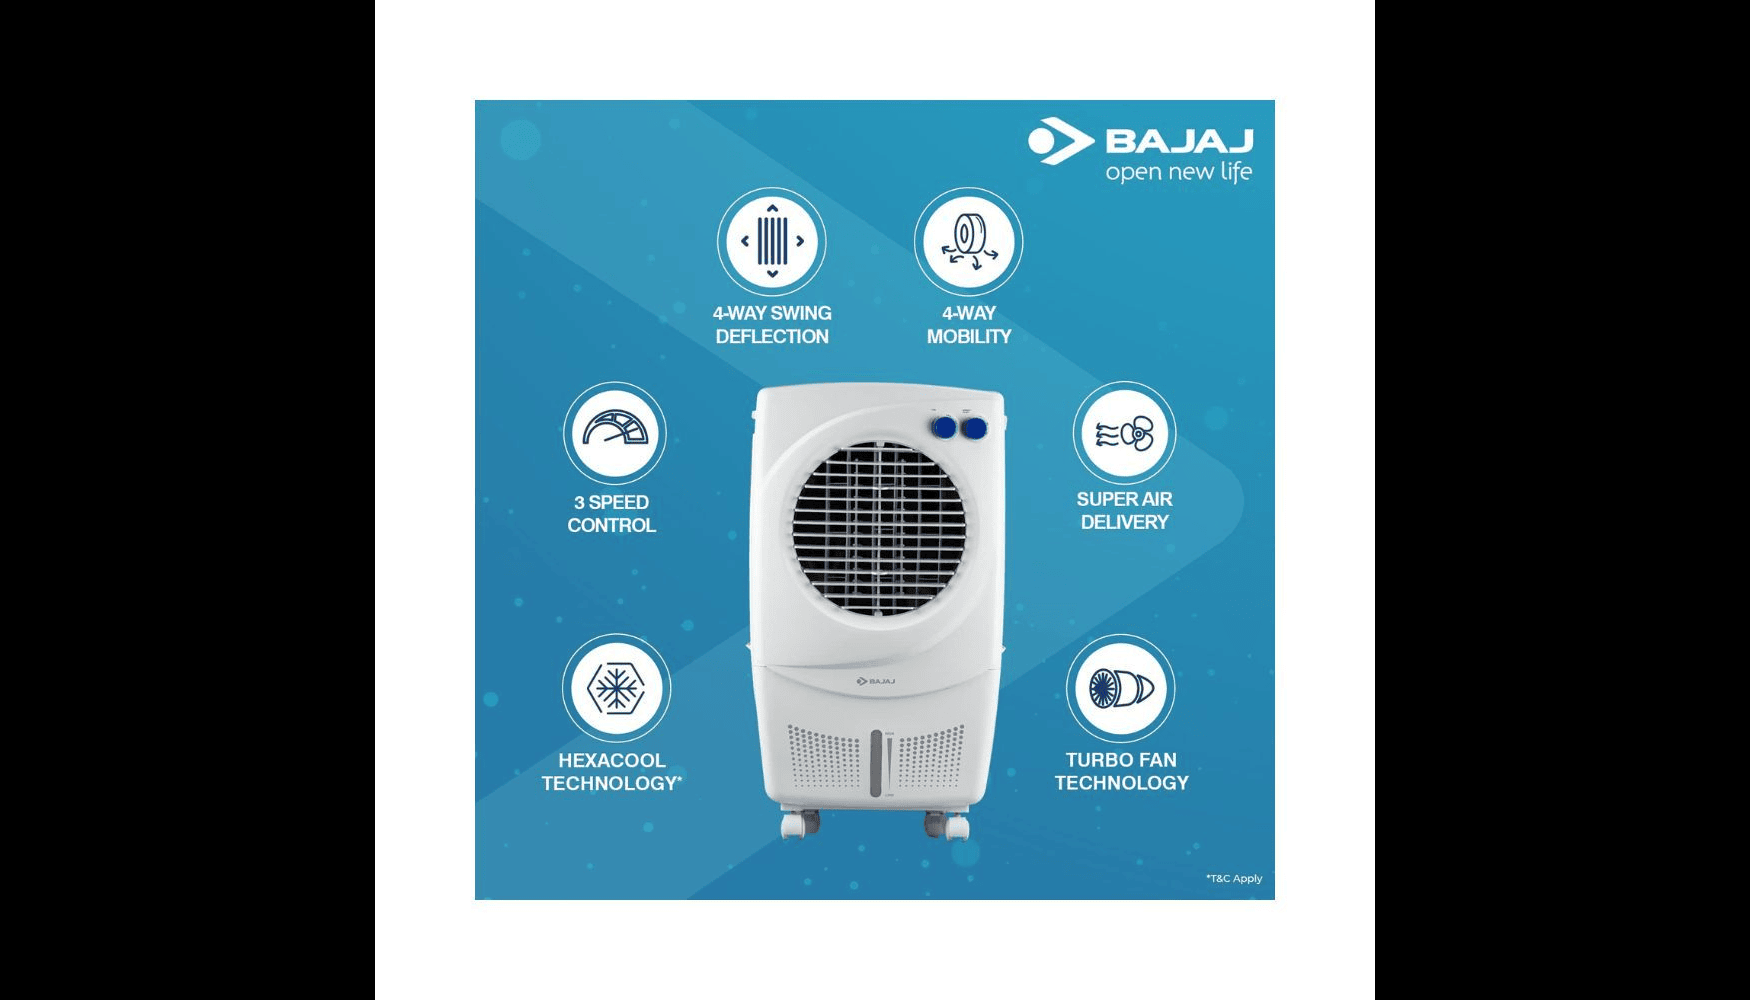 BAJAJ
open new life
4-WAY SWING
DEFLECTION
4-WAY
MOBILITY
3 SPEED
CONTROL
SUPER AIR
DELIVERY
BAJAJ
HEXACOOL
TECHNOLOGY*
TURBO FAN
TECHNOLOGY
*T&C Apply